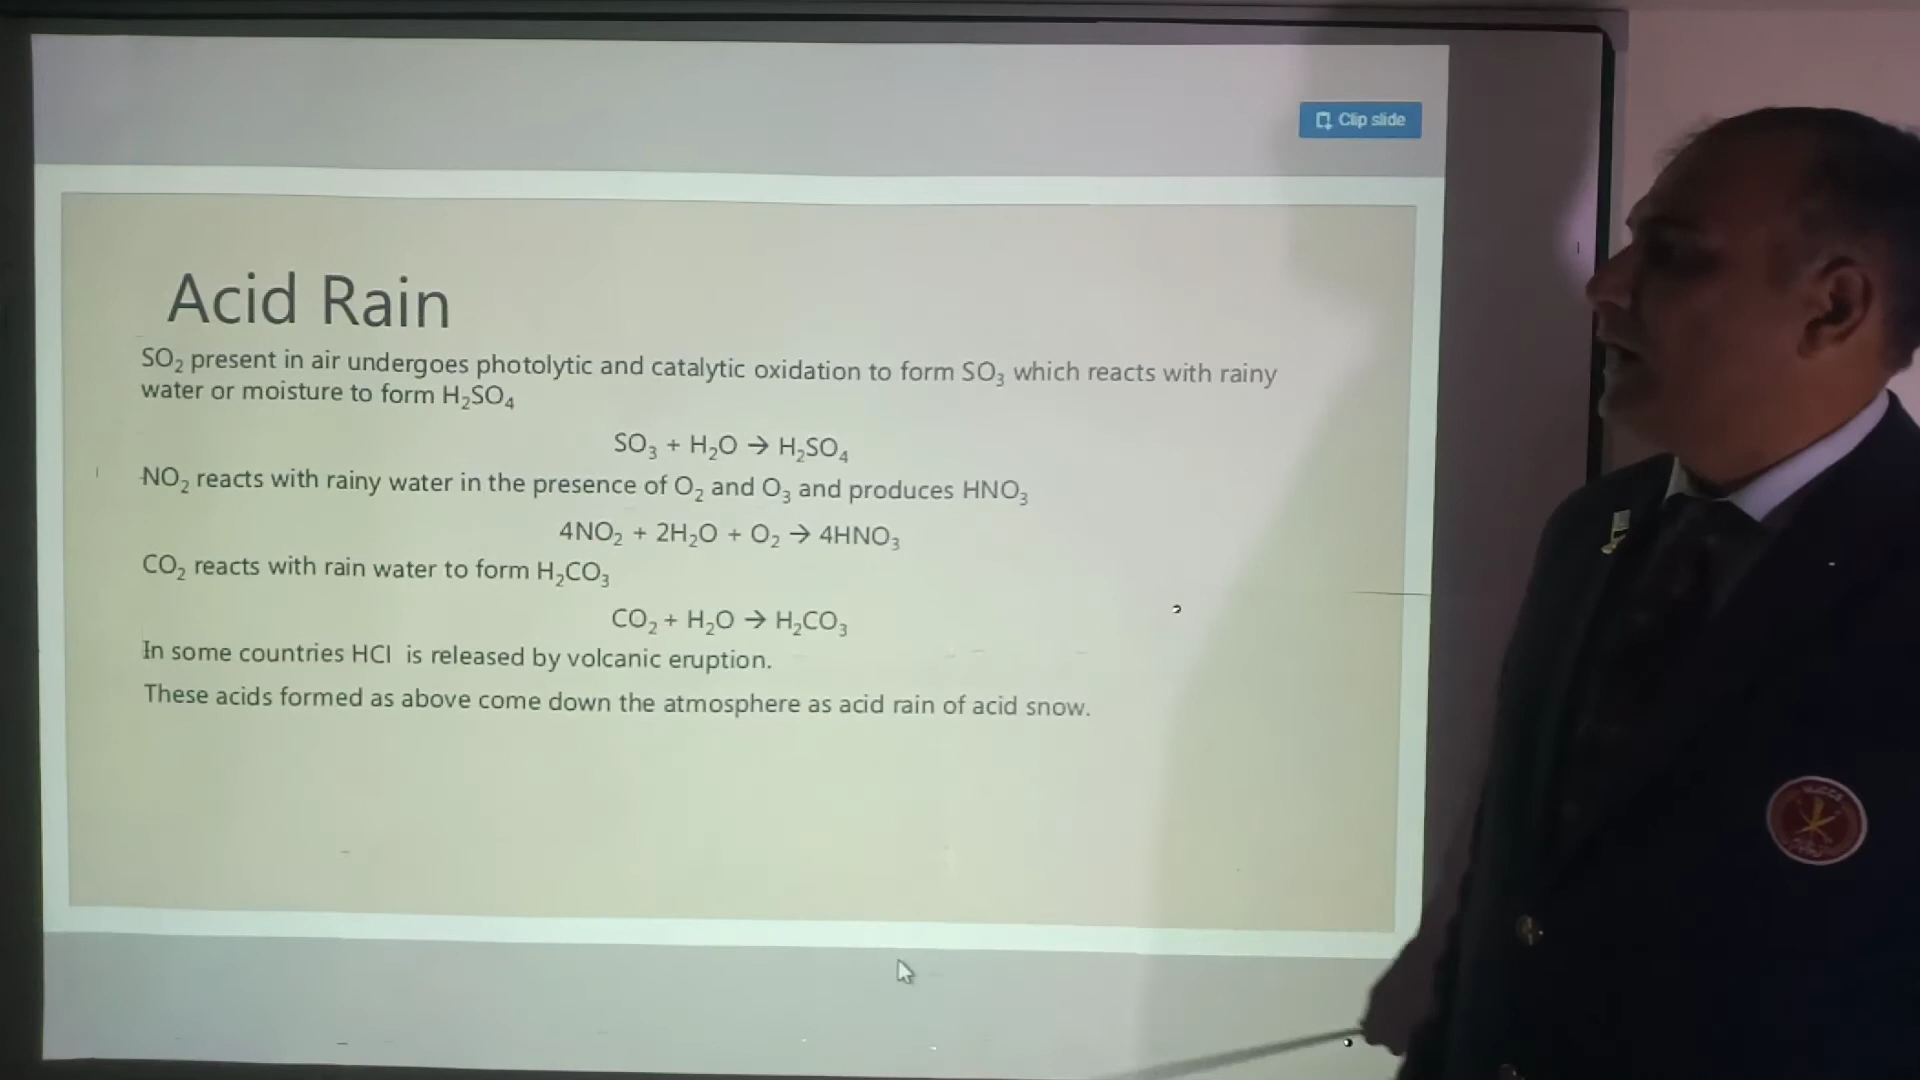 Clip slide
Acid Rain
SO₂ present in air undergoes photolytic and catalytic oxidation to form SO₃ which reacts with rainy
water or moisture to form H₂SO₄
SO₃ + H₂O → H₂SO₄
NO₂ reacts with rainy water in the presence of O₂ and O₃ and produces HNO₃
4NO₂ + 2H₂O + O₂ → 4HNO₃
CO₂ reacts with rain water to form H₂CO₃
CO₂ + H₂O → H₂CO₃
In some countries HCl is released by volcanic eruption.
These acids formed as above come down the atmosphere as acid rain of acid snow.